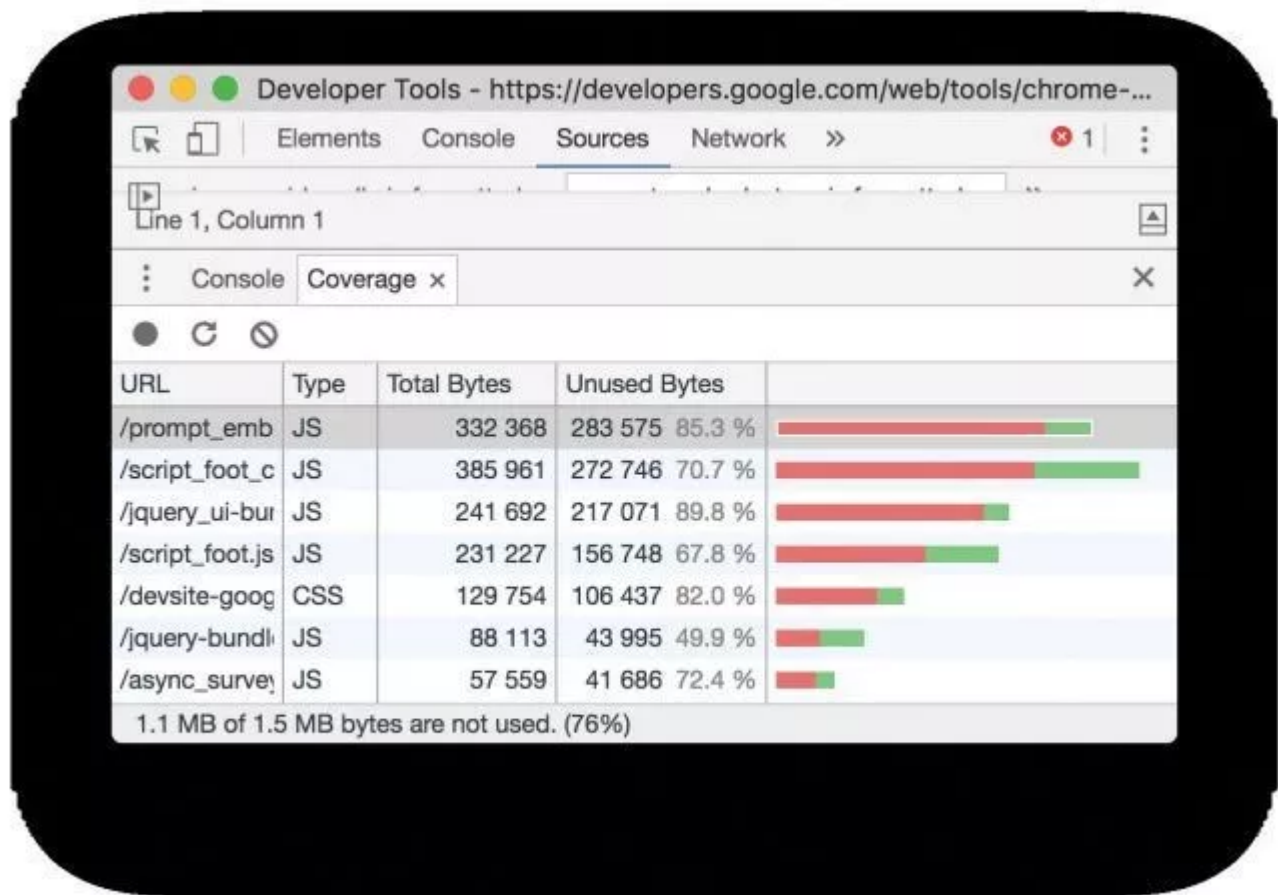 Developer Tools - https://developers.google.com/web/tools/chrome-...
Elements Console Sources Network » 1
Line 1, Column 1
Console Coverage ×
URL Type Total Bytes Unused Bytes
/prompt_emb JS 332 368 283 575 85.3 %
/script_foot_c JS 385 961 272 746 70.7 %
/jquery_ui-bun JS 241 692 217 071 89.8 %
/script_foot.js JS 231 227 156 748 67.8 %
/devsite-goog CSS 129 754 106 437 82.0 %
/jquery-bundl JS 88 113 43 995 49.9 %
/async_survey JS 57 559 41 686 72.4 %
1.1 MB of 1.5 MB bytes are not used. (76%)